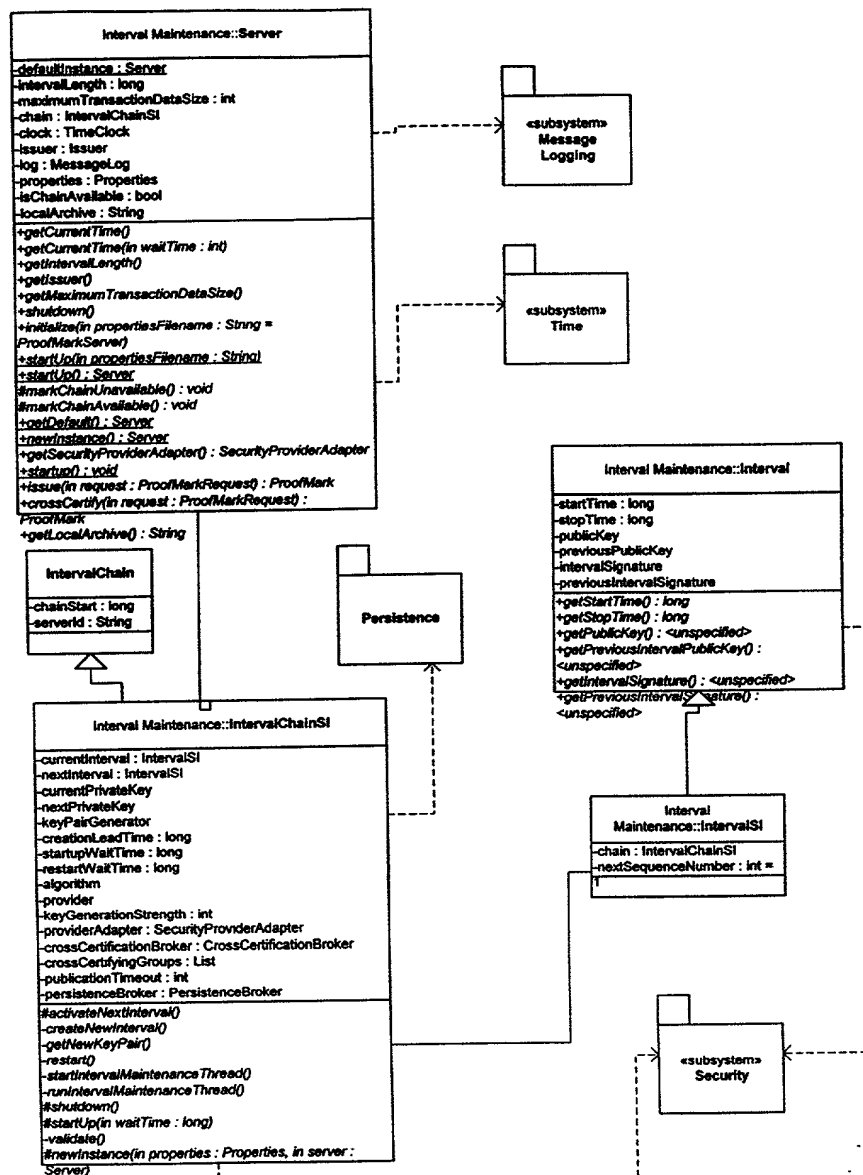 Interval Maintenance::Server
-defaultInstance : Server
-intervalLength : long
-maximumTransactionDataSize : int
-chain : IntervalChainSI
-clock : TimeClock
-issuer : Issuer
-log : MessageLog
-properties : Properties
-isChainAvailable : bool
-localArchive : String
+getCurrentTime()
+getCurrentTime(in waitTime : int)
+getIntervalLength()
+getIssuer()
+getMaximumTransactionDataSize()
+shutdown()
+initialize(in propertiesFilename : String =
ProofMarkServer)
+startUp(in propertiesFilename : String)
+startUp() : Server
#markChainUnavailable() : void
#markChainAvailable() : void
+getDefault() : Server
+newInstance() : Server
+getSecurityProviderAdapter() : SecurityProviderAdapter
+startup() : void
+issue(in request : ProofMarkRequest) : ProofMark
+crossCertify(in request : ProofMarkRequest) :
ProofMark
+getLocalArchive() : String
«subsystem»
Message
Logging
«subsystem»
Time
Interval Maintenance::Interval
-startTime : long
-stopTime : long
-publicKey
-previousPublicKey
-intervalSignature
-previousIntervalSignature
+getStartTime() : long
+getStopTime() : long
+getPublicKey() : <unspecified>
+getPreviousIntervalPublicKey() :
<unspecified>
+getIntervalSignature() : <unspecified>
+getPreviousIntervalSignature() :
<unspecified>
IntervalChain
-chainStart : long
-serverId : String
Persistence
Interval Maintenance::IntervalChainSI
-currentInterval : IntervalSI
-nextInterval : IntervalSI
-currentPrivateKey
-nextPrivateKey
-keyPairGenerator
-creationLeadTime : long
-startupWaitTime : long
-restartWaitTime : long
-algorithm
-provider
-keyGenerationStrength : int
-providerAdapter : SecurityProviderAdapter
-crossCertificationBroker : CrossCertificationBroker
-crossCertifyingGroups : List
-publicationTimeout : int
-persistenceBroker : PersistenceBroker
#activateNextInterval()
-createNewInterval()
-getNewKeyPair()
-restart()
-startIntervalMaintenanceThread()
-runIntervalMaintenanceThread()
#shutdown()
#startUp(in waitTime : long)
-validate()
#newInstance(in properties : Properties, in server :
Server)
Interval
Maintenance::IntervalSI
-chain : IntervalChainSI
-nextSequenceNumber : int =
1
«subsystem»
Security